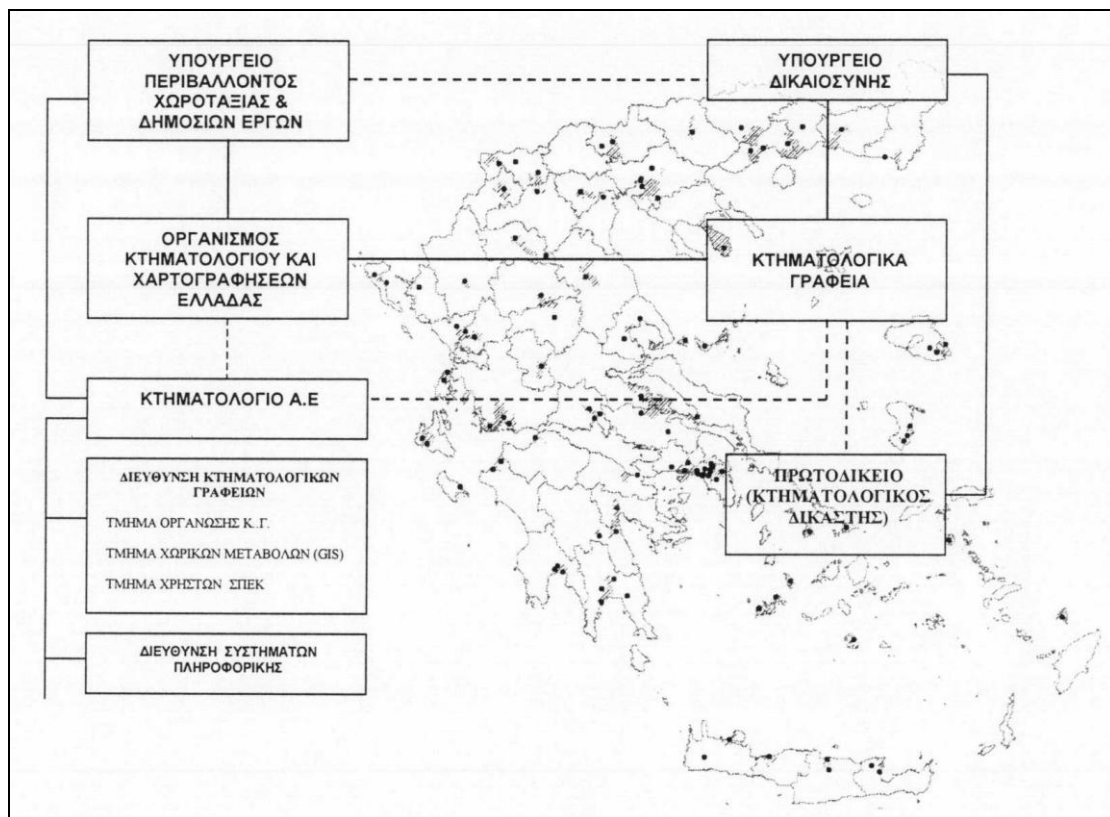 ΥΠΟΥΡΓΕΙΟ
ΠΕΡΙΒΑΛΛΟΝΤΟΣ
ΧΩΡΟΤΑΞΙΑΣ &
ΔΗΜΟΣΙΩΝ ΕΡΓΩΝ
ΥΠΟΥΡΓΕΙΟ
ΔΙΚΑΙΟΣΥΝΗΣ
ΟΡΓΑΝΙΣΜΟΣ
ΚΤΗΜΑΤΟΛΟΓΙΟΥ ΚΑΙ
ΧΑΡΤΟΓΡΑΦΗΣΕΩΝ
ΕΛΛΑΔΑΣ
ΚΤΗΜΑΤΟΛΟΓΙΚΑ
ΓΡΑΦΕΙΑ
ΚΤΗΜΑΤΟΛΟΓΙΟ Α.Ε
ΔΙΕΥΘΥΝΣΗ ΚΤΗΜΑΤΟΛΟΓΙΚΩΝ
ΓΡΑΦΕΙΩΝ
ΤΜΗΜΑ ΟΡΓΑΝΩΣΗΣ Κ. Γ.
ΤΜΗΜΑ ΧΩΡΙΚΩΝ ΜΕΤΑΒΟΛΩΝ (GIS)
ΤΜΗΜΑ ΧΡΗΣΤΩΝ ΣΠΕΚ
ΠΡΩΤΟΔΙΚΕΙΟ
(ΚΤΗΜΑΤΟΛΟΓΙΚΟΣ
ΔΙΚΑΣΤΗΣ)
ΔΙΕΥΘΥΝΣΗ ΣΥΣΤΗΜΑΤΩΝ
ΠΛΗΡΟΦΟΡΙΚΗΣ